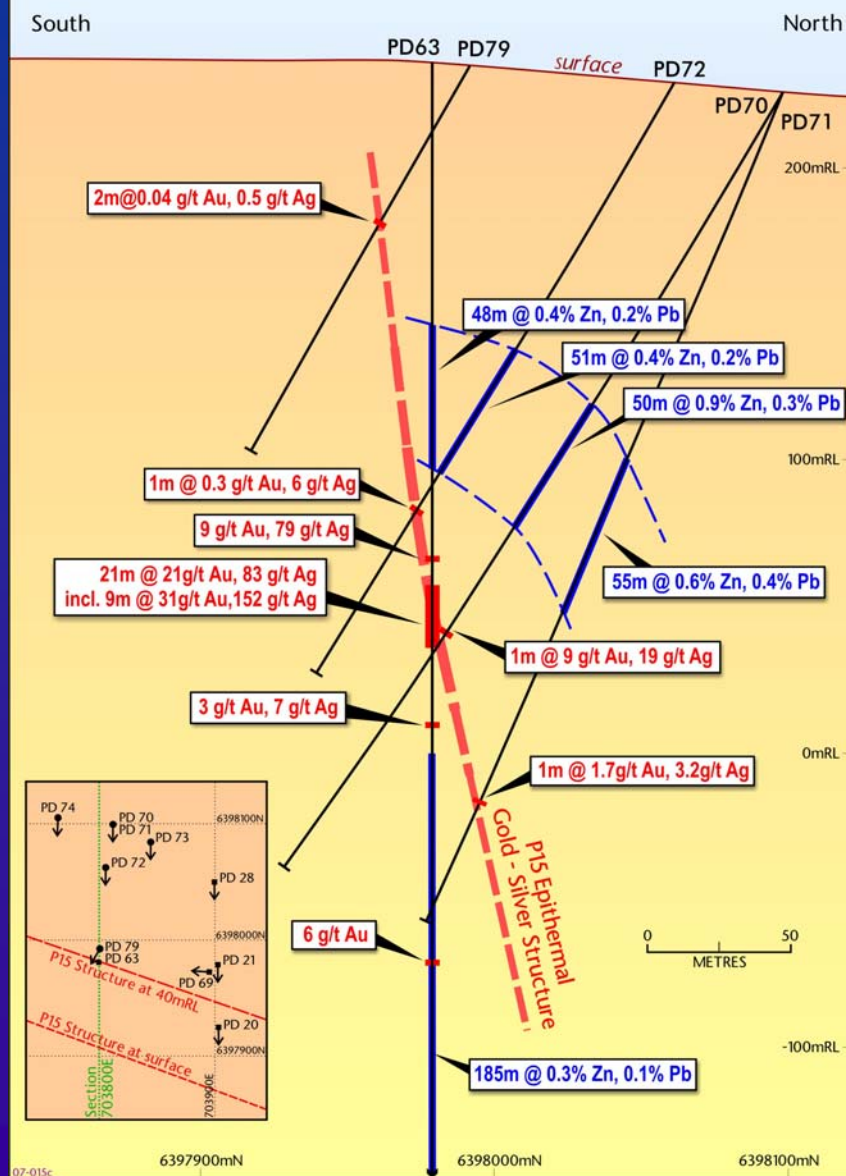 South
North
PD63
PD79
surface
PD72
PD70
PD71
200mRL
2m@0.04 g/t Au, 0.5 g/t Ag
48m @ 0.4% Zn, 0.2% Pb
51m @ 0.4% Zn, 0.2% Pb
50m @ 0.9% Zn, 0.3% Pb
100mRL
1m @ 0.3 g/t Au, 6 g/t Ag
9 g/t Au, 79 g/t Ag
21m @ 21g/t Au, 83 g/t Ag
incl. 9m @ 31g/t Au,152 g/t Ag
55m @ 0.6% Zn, 0.4% Pb
1m @ 9 g/t Au, 19 g/t Ag
3 g/t Au, 7 g/t Ag
0mRL
1m @ 1.7g/t Au, 3.2g/t Ag
P15 Epithermal
Gold - Silver Structure
6 g/t Au
0
50
METRES
-100mRL
185m @ 0.3% Zn, 0.1% Pb
PD 74
PD 70
PD 71
PD 73
6398100N
PD 72
PD 28
6398000N
PD 79
PD 63
PD 21
PD 69
P15 Structure at 40mRL
PD 20
P15 Structure at surface
6397900N
Section
703800E
703900E
6397900mN
6398000mN
6398100mN
07-015c